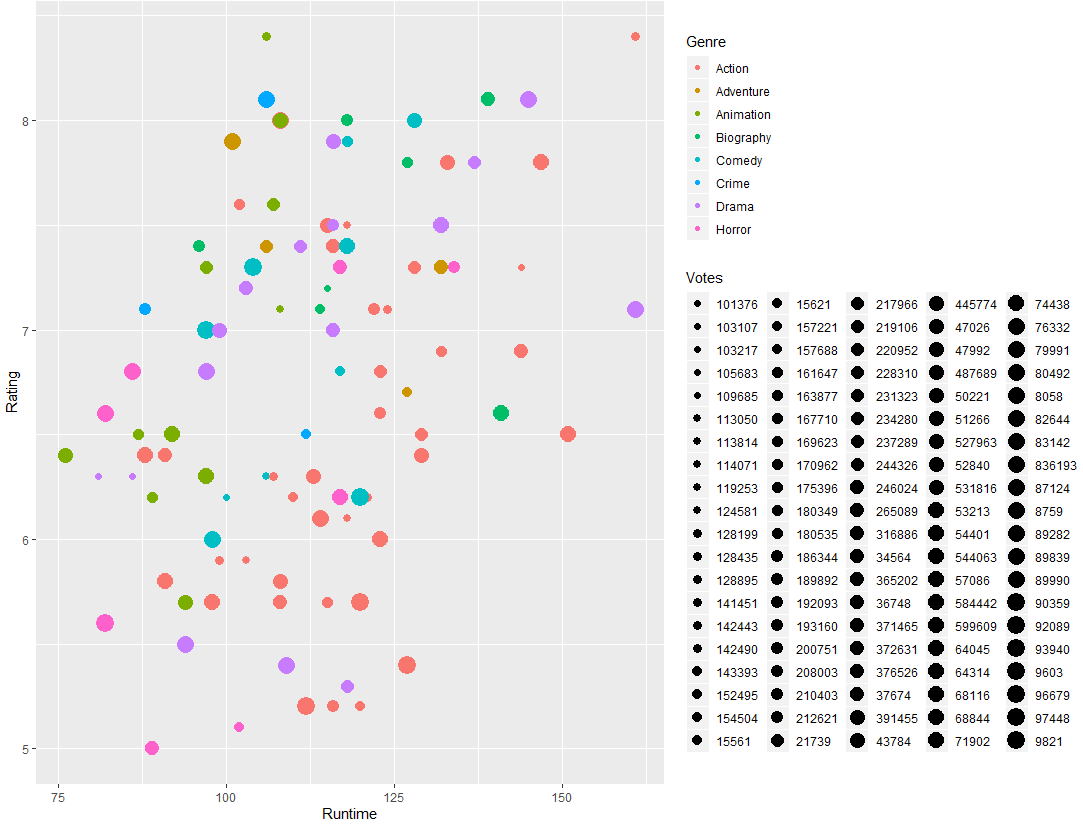 Rating
8
7
6
5
75 100 125 150
Runtime
Genre
Action
Adventure
Animation
Biography
Comedy
Crime
Drama
Horror
Votes
101376 15621 217966 445774 74438
103107 157221 219106 47026 76332
103217 157688 220952 47992 79991
105683 161647 228310 487689 80492
109685 163877 231323 50221 8058
113050 167710 234280 51266 82644
113814 169623 237289 527963 83142
114071 170962 244326 52840 836193
119253 175396 246024 531816 87124
124581 180349 265089 53213 8759
128199 180535 316886 54401 89282
128435 186344 34564 544063 89839
128895 189892 365202 57086 89990
141451 192093 36748 584442 90359
142443 193160 371465 599609 92089
142490 200751 372631 64045 93940
143393 208003 376526 64314 9603
152495 210403 37674 68116 96679
154504 212621 391455 68844 97448
15561 21739 43784 71902 9821